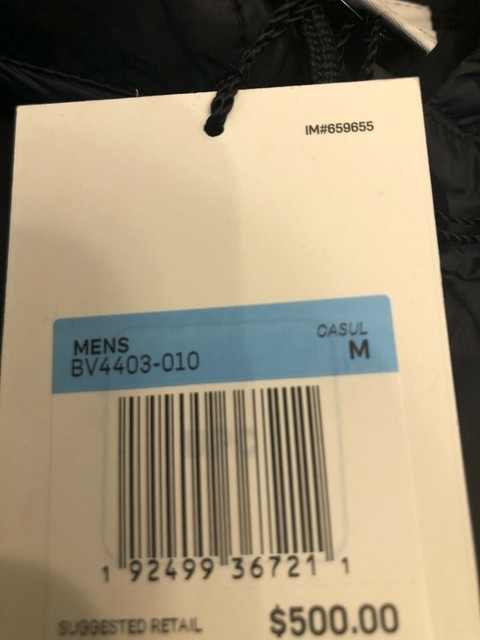 IM#659655
MENS CASUL
BV4403-010 M
1 92499 36721 1
SUGGESTED RETAIL $500.00